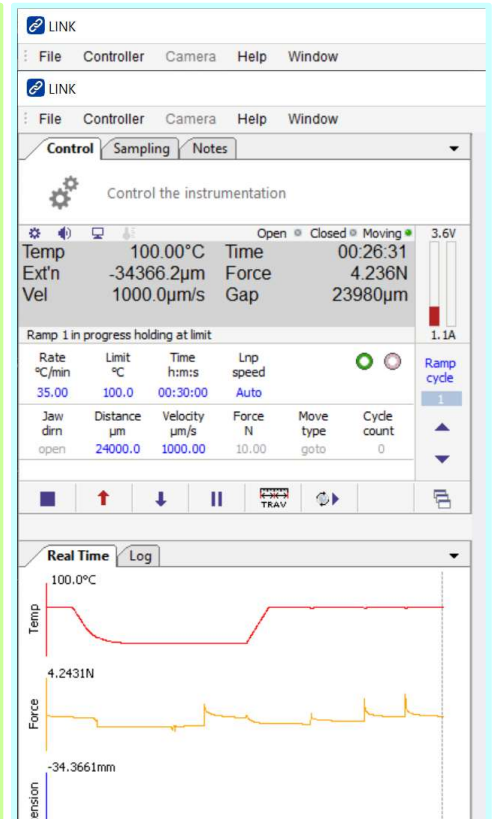 LINK
File Controller Camera Help Window
LINK
File Controller Camera Help Window
Control Sampling Notes
Control the instrumentation
Open Closed Moving 3.6V
Temp 100.00°C Time 00:26:31
Ext'n -34366.2µm Force 4.236N
Vel 1000.0µm/s Gap 23980µm
Ramp 1 in progress holding at limit 1.1A
Rate Limit Time Lnp
°C/min °C h:m:s speed
35.00 100.0 00:30:00 Auto
Ramp
cycle
1
Jaw Distance Velocity Force Move Cycle
dirn µm µm/s N type count
open 24000.0 1000.00 10.00 goto 0
TRAV
Real Time Log
100.0°C
Temp
4.2431N
Force
-34.3661mm
ension